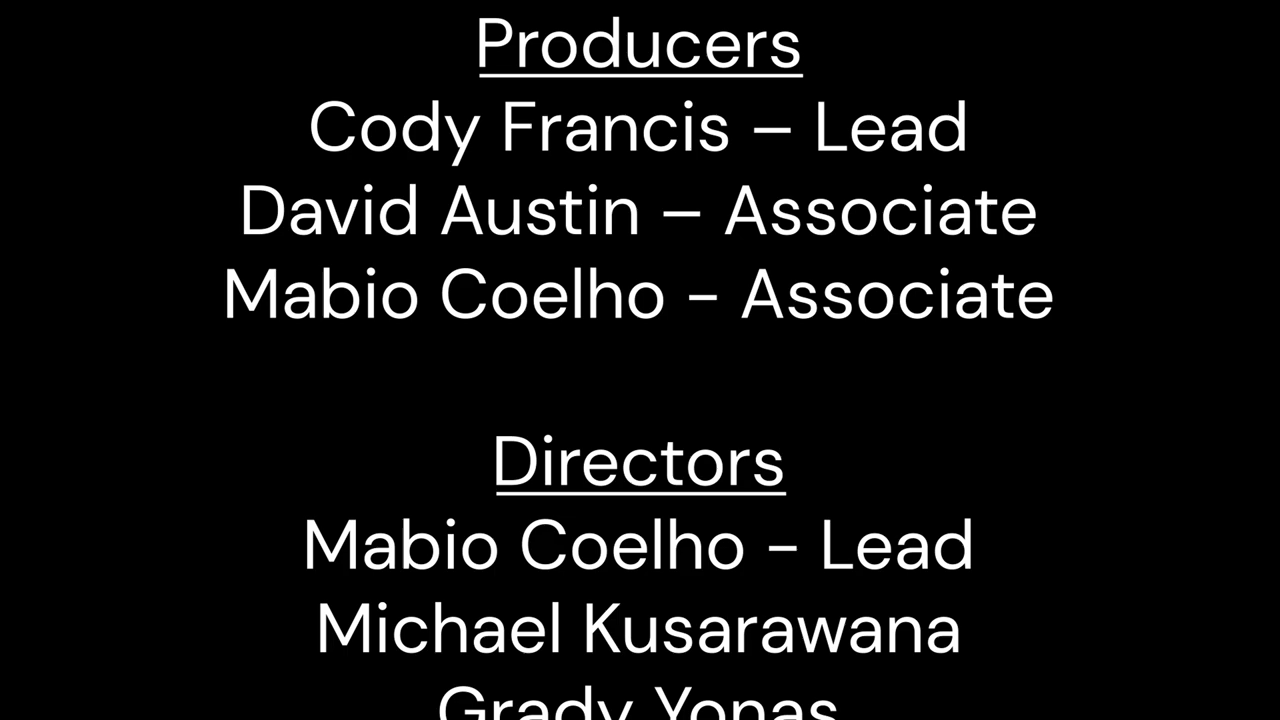 Producers
Cody Francis – Lead
David Austin – Associate
Mabio Coelho - Associate
Directors
Mabio Coelho - Lead
Michael Kusarawana
Grady Yonas